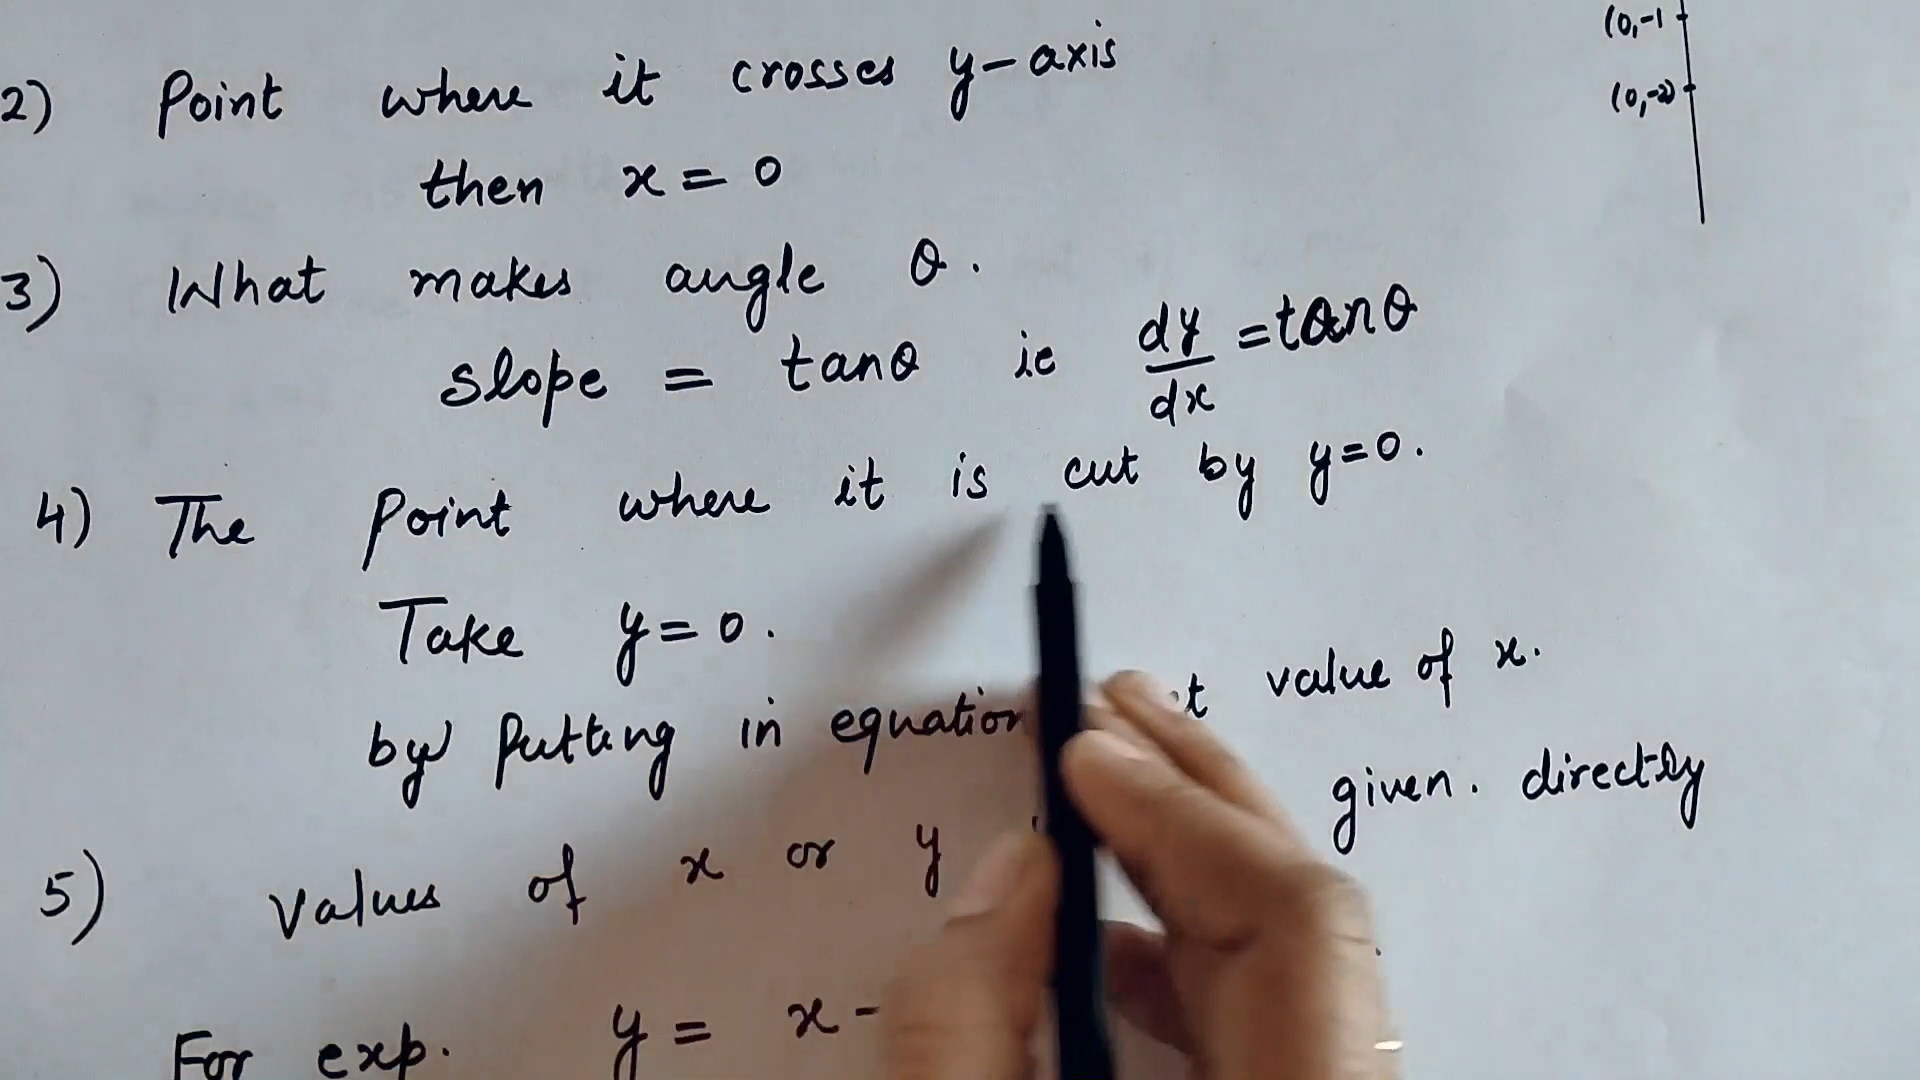 (0,-1
(0,-2)
2) Point where it crosses y-axis
then x = 0
3) What makes angle θ.
slope = tanθ ie dy/dx = tanθ
4) The Point where it is cut by y=0.
Take y=0.
by putting in equation value of x.
5) Values of x or y given. directly
For exp. y = x -